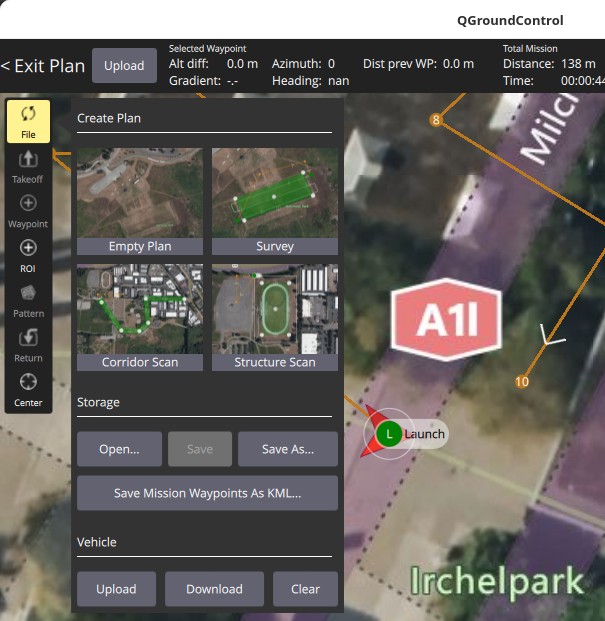 QGroundControl
< Exit Plan
Upload
Selected Waypoint
Alt diff: 0.0 m
Azimuth: 0
Dist prev WP: 0.0 m
Gradient: -.-
Heading: nan
Total Mission
Distance: 138 m
Time: 00:00:44
File
Takeoff
Waypoint
ROI
Pattern
Return
Center
Create Plan
Empty Plan
Survey
Corridor Scan
Structure Scan
Storage
Open...
Save
Save As...
Save Mission Waypoints As KML...
Vehicle
Upload
Download
Clear
8
Milch
A1l
10
L Launch
Irchelpark